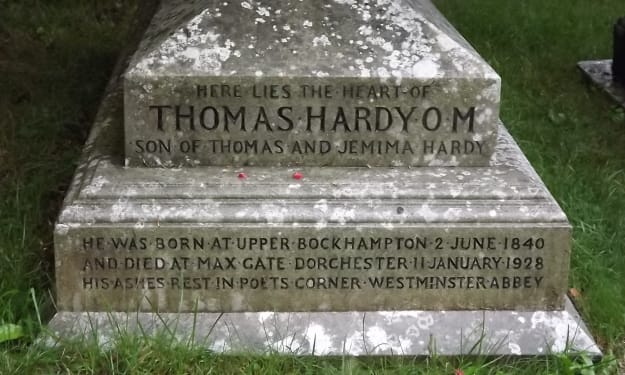 HERE LIES THE HEART OF
THOMAS·HARDY·O·M
SON OF THOMAS AND JEMIMA HARDY
HE WAS BORN AT UPPER BOCKHAMPTON·2·JUNE·1840
AND DIED AT MAX GATE DORCHESTER 11 JANUARY·1928
HIS·ASHES·REST IN POETS CORNER·WESTMINSTER·ABBEY